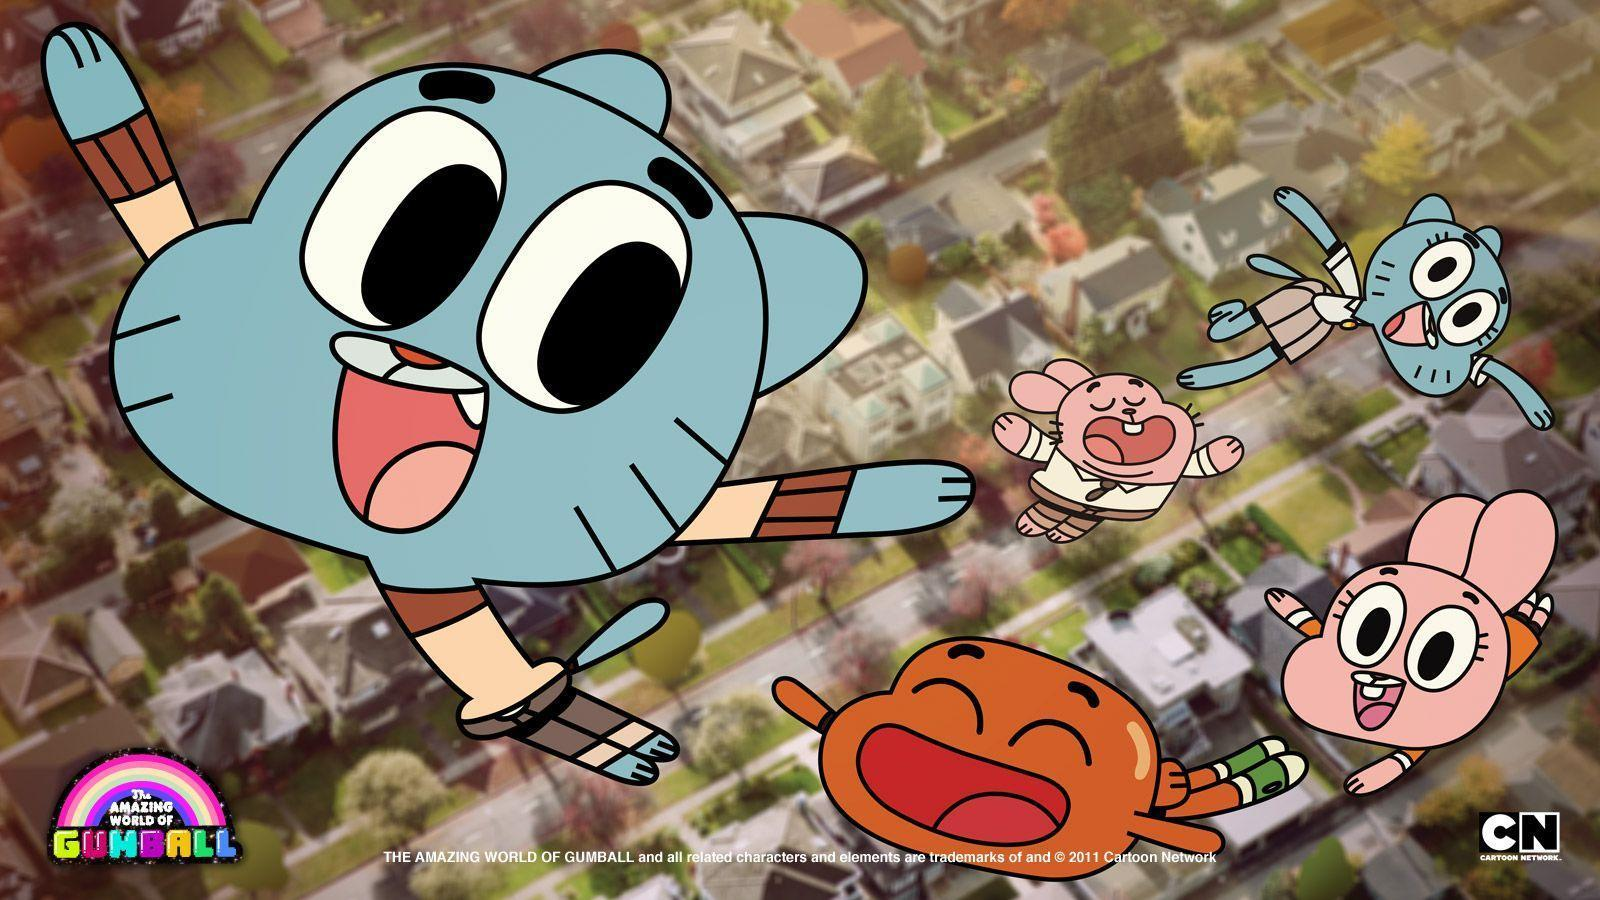 The
AMAZING
WORLD OF
GUMBALL
THE AMAZING WORLD OF GUMBALL and all related characters and elements are trademarks of and © 2011 Cartoon Network
CN
CARTOON NETWORK.